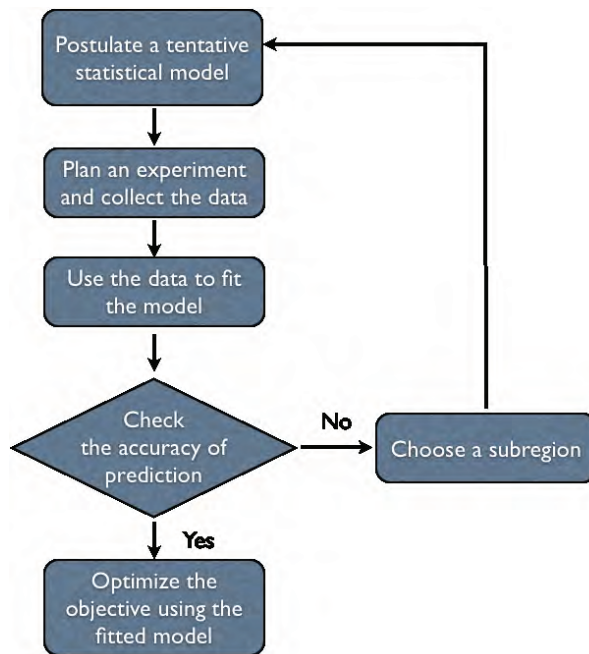 Postulate a tentative
statistical model
Plan an experiment
and collect the data
Use the data to fit
the model
Check
the accuracy of
prediction
No
Choose a subregion
Yes
Optimize the
objective using the
fitted model